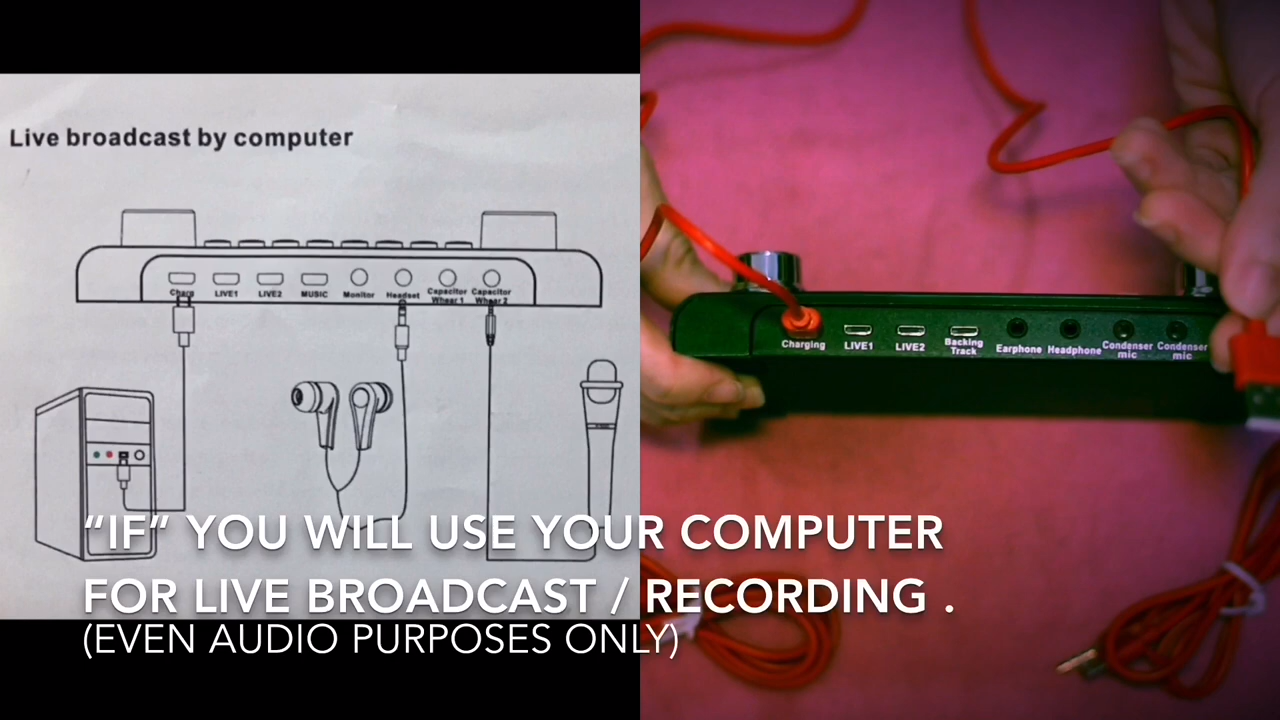 Live broadcast by computer
Charg LIVE1 LIVE2 MUSIC Monitor Headset Capacitor Whear 1 Capacitor Whear 2
Charging LIVE1 LIVE2 Backing Track Earphone Headphone Condenser mic Condenser mic
“IF” YOU WILL USE YOUR COMPUTER
FOR LIVE BROADCAST / RECORDING .
(EVEN AUDIO PURPOSES ONLY)